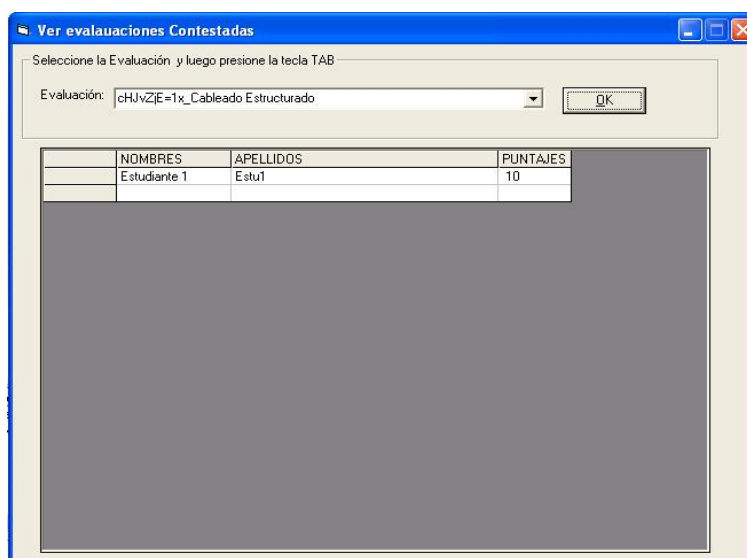 Ver evalauaciones Contestadas
Seleccione la Evaluación y luego presione la tecla TAB
Evaluación: cHJvZjE=1x_Cableado Estructurado OK
NOMBRES APELLIDOS PUNTAJES
Estudiante 1 Estu1 10